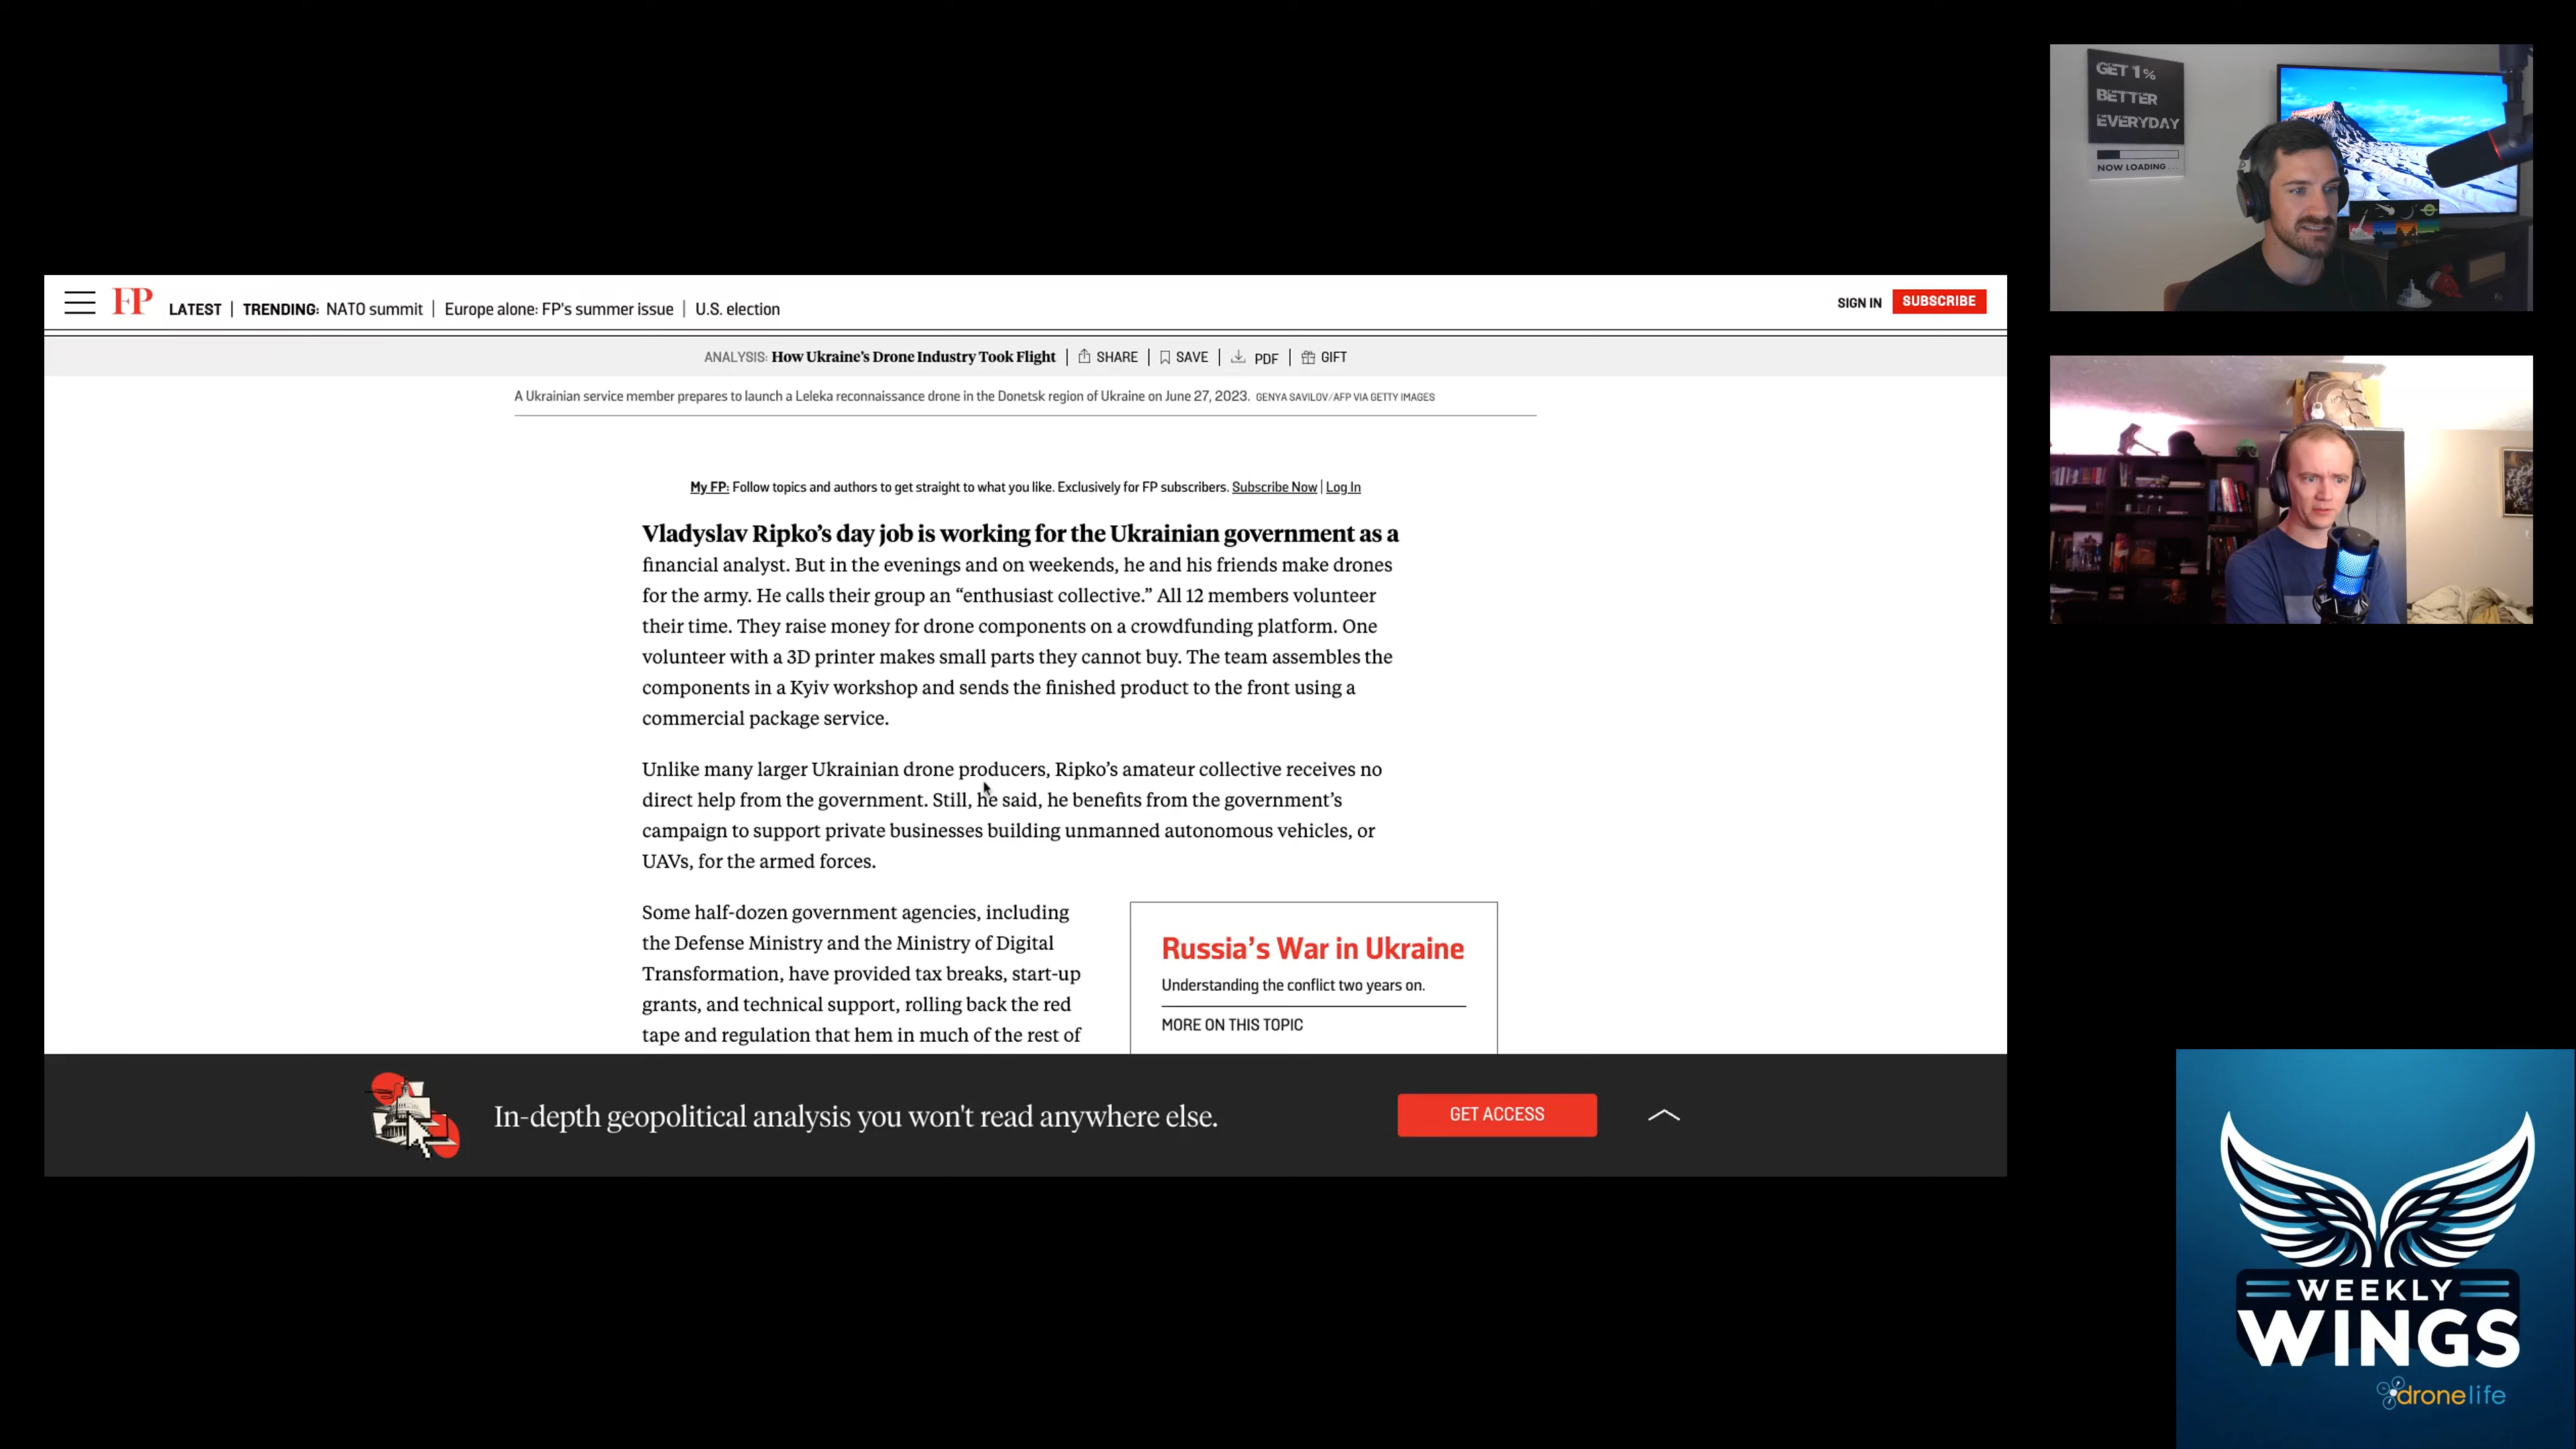 FP LATEST | TRENDING: NATO summit | Europe alone: FP's summer issue | U.S. election
SIGN IN SUBSCRIBE
ANALYSIS: How Ukraine’s Drone Industry Took Flight | SHARE | SAVE | PDF | GIFT
A Ukrainian service member prepares to launch a Leleka reconnaissance drone in the Donetsk region of Ukraine on June 27, 2023. GENYA SAVILOV/AFP VIA GETTY IMAGES
My FP: Follow topics and authors to get straight to what you like. Exclusively for FP subscribers. Subscribe Now | Log In
Vladyslav Ripko’s day job is working for the Ukrainian government as a
financial analyst. But in the evenings and on weekends, he and his friends make drones
for the army. He calls their group an “enthusiast collective.” All 12 members volunteer
their time. They raise money for drone components on a crowdfunding platform. One
volunteer with a 3D printer makes small parts they cannot buy. The team assembles the
components in a Kyiv workshop and sends the finished product to the front using a
commercial package service.
Unlike many larger Ukrainian drone producers, Ripko’s amateur collective receives no
direct help from the government. Still, he said, he benefits from the government’s
campaign to support private businesses building unmanned autonomous vehicles, or
UAVs, for the armed forces.
Some half-dozen government agencies, including
the Defense Ministry and the Ministry of Digital
Transformation, have provided tax breaks, start-up
grants, and technical support, rolling back the red
tape and regulation that hem in much of the rest of
Russia’s War in Ukraine
Understanding the conflict two years on.
MORE ON THIS TOPIC
In-depth geopolitical analysis you won't read anywhere else.
GET ACCESS
GET 1%
BETTER
EVERYDAY
NOW LOADING...
WEEKLY
WINGS
dronelife